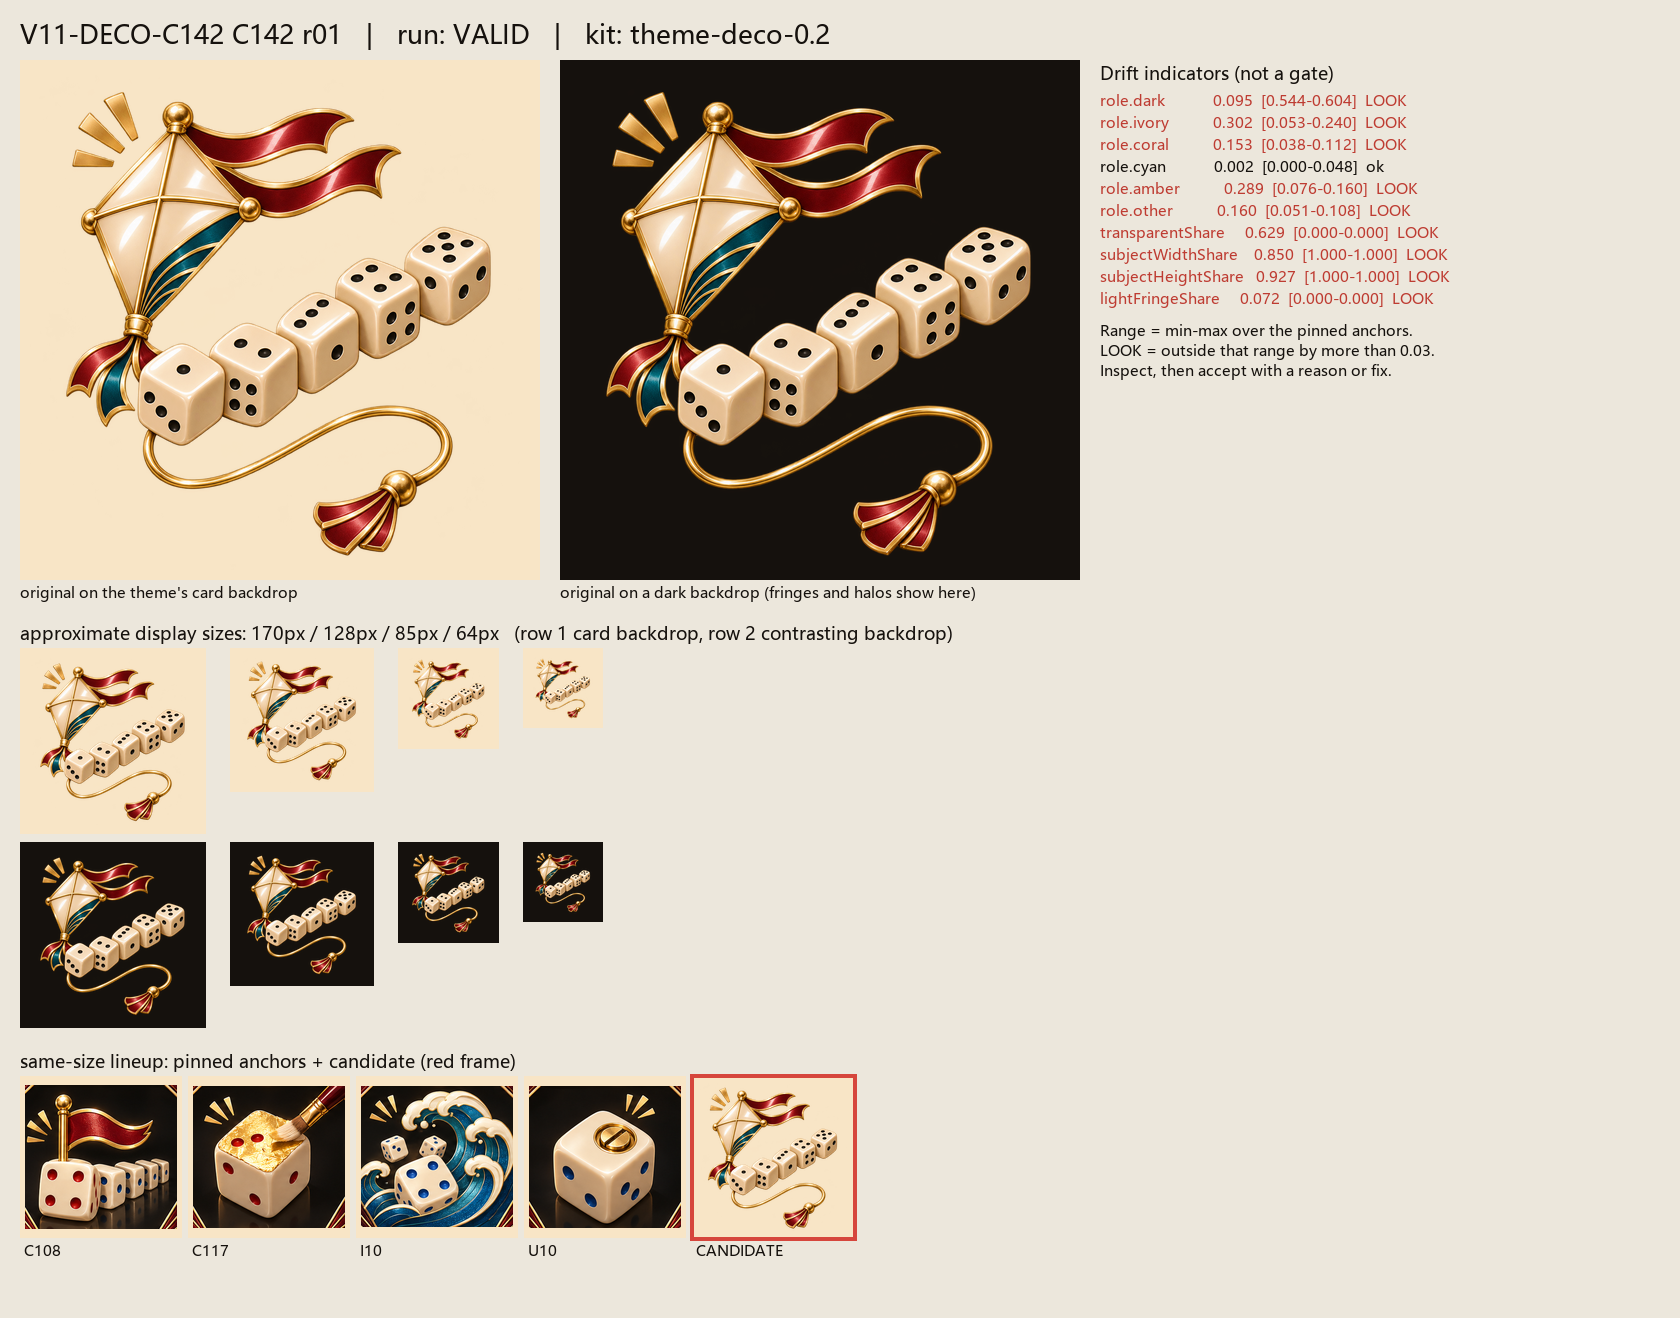 V11-DECO-C142 C142 r01   |   run: VALID   |   kit: theme-deco-0.2
Drift indicators (not a gate)
role.dark 0.095 [0.544-0.604] LOOK
role.ivory 0.302 [0.053-0.240] LOOK
role.coral 0.153 [0.038-0.112] LOOK
role.cyan 0.002 [0.000-0.048] ok
role.amber 0.289 [0.076-0.160] LOOK
role.other 0.160 [0.051-0.108] LOOK
transparentShare 0.629 [0.000-0.000] LOOK
subjectWidthShare 0.850 [1.000-1.000] LOOK
subjectHeightShare 0.927 [1.000-1.000] LOOK
lightFringeShare 0.072 [0.000-0.000] LOOK
Range = min-max over the pinned anchors.
LOOK = outside that range by more than 0.03.
Inspect, then accept with a reason or fix.
original on the theme's card backdrop
original on a dark backdrop (fringes and halos show here)
approximate display sizes: 170px / 128px / 85px / 64px   (row 1 card backdrop, row 2 contrasting backdrop)
same-size lineup: pinned anchors + candidate (red frame)
C108
C117
I10
U10
CANDIDATE